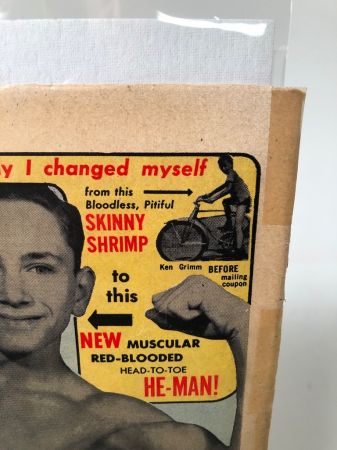 y I changed myself
from this
Bloodless, Pitiful
SKINNY
SHRIMP
Ken Grimm BEFORE
mailing
coupon
to
this
NEW MUSCULAR
RED-BLOODED
HEAD-TO-TOE
HE-MAN!